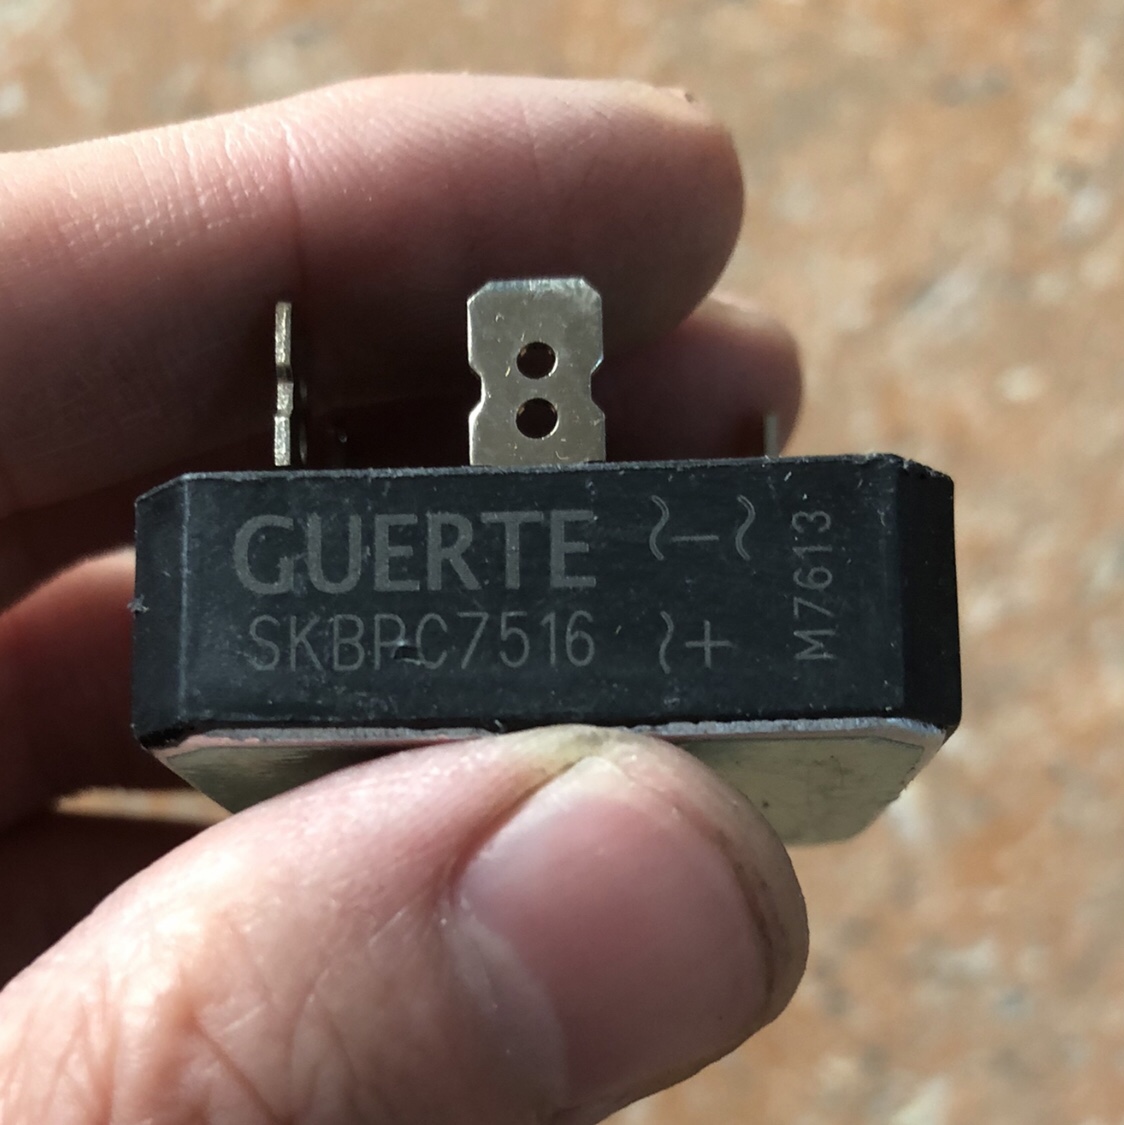 GUERTE
SKBPC7516
~ - ~
~ +
M7613